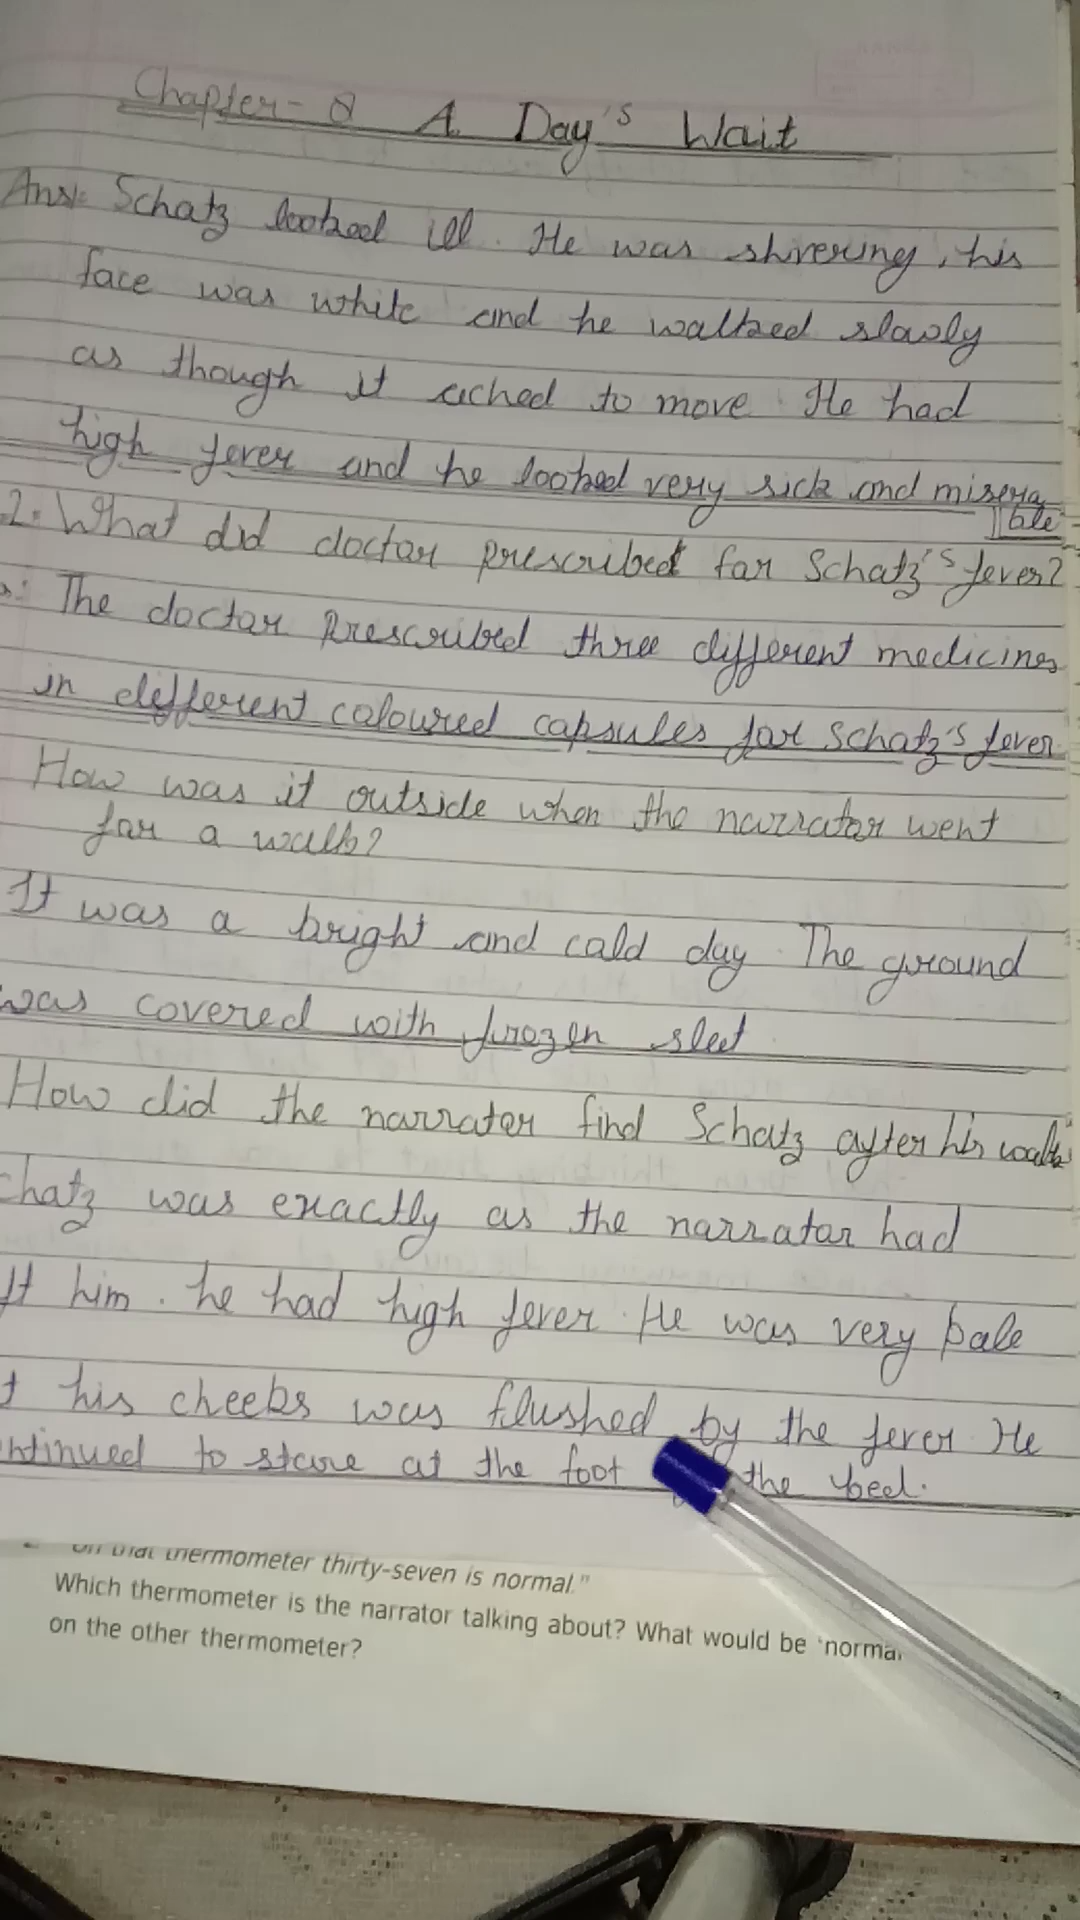 Chapter - 8 A Day's Wait
Ans: Schatz looked ill. He was shivering, his
face was white and he walked slowly
as though it ached to move. He had
high fever and he looked very sick and misera
ble
2. What did doctor prescribed for Schatz's fever?
The doctor prescribed three different medicines
in different coloured capsules for Schatz's fever.
How was it outside when the narrator went
for a walk?
It was a bright and cold day. The ground
was covered with frozen sleet
How did the narrator find Schatz after his walk
chatz was exactly as the narrator had
ft him. he had high fever. He was very pale
t his cheeks was flushed by the fever. He
ntinued to stare at the foot the bed.
on that thermometer thirty-seven is normal."
Which thermometer is the narrator talking about? What would be 'normal
on the other thermometer?